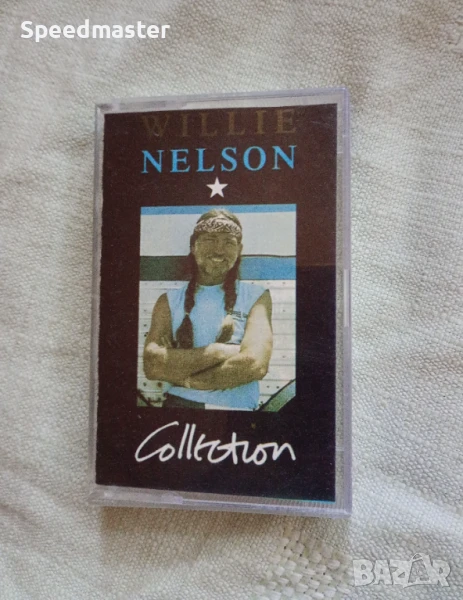 Speedmaster
WILLIE
NELSON
Collection
BAZAR